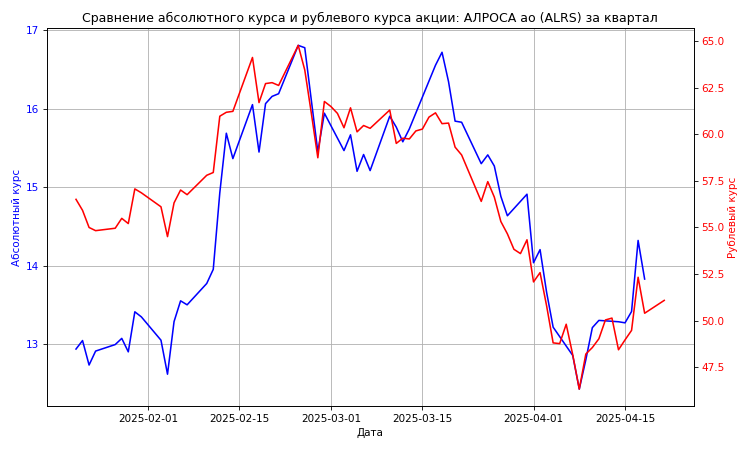 Сравнение абсолютного курса и рублевого курса акции: АЛРОСА ао (ALRS) за квартал
17
16
15
14
13
Абсолютный курс
65.0
62.5
60.0
57.5
55.0
52.5
50.0
47.5
Рублевый курс
2025-02-01 2025-02-15 2025-03-01 2025-03-15 2025-04-01 2025-04-15
Дата